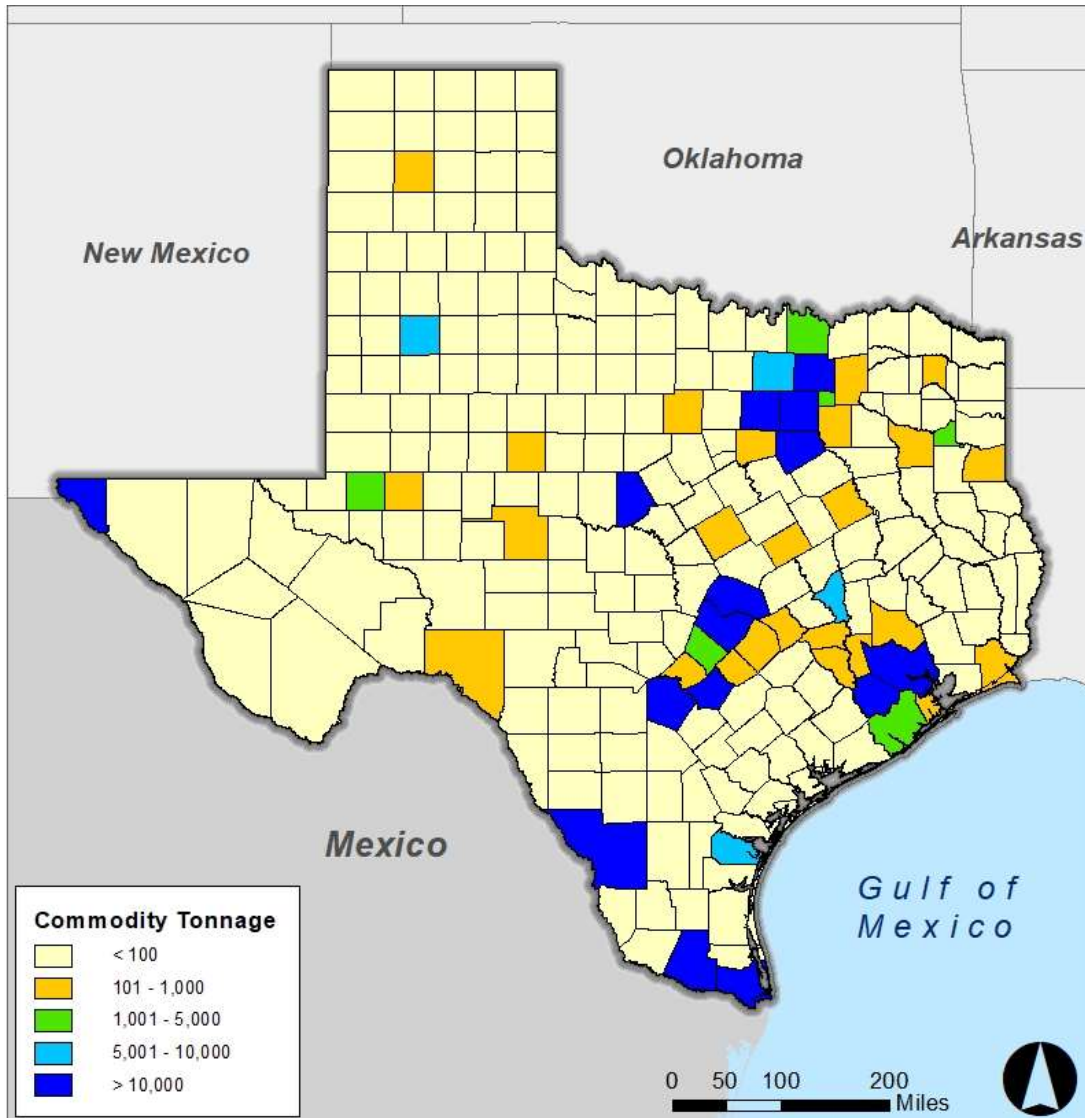 Oklahoma
New Mexico
Arkansas
Mexico
Gulf of
Mexico
Commodity Tonnage
< 100
101 - 1,000
1,001 - 5,000
5,001 - 10,000
> 10,000
0 50 100 200
Miles